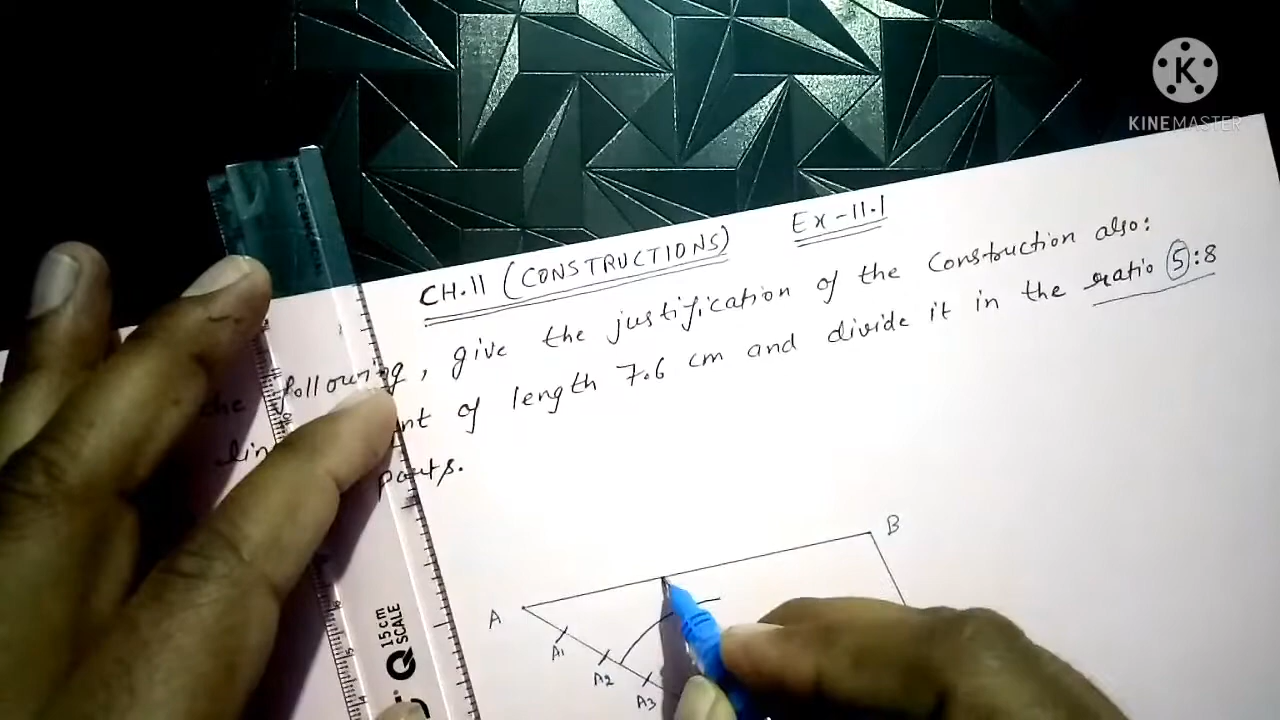 KINEMASTER
CH.11 (CONSTRUCTIONS) Ex-11.1
the following, give the justification of the Construction also:
of length 7.6 cm and divide it in the ratio 5:8
parts.
B
A
A1
A2
A3
15cm
SCALE